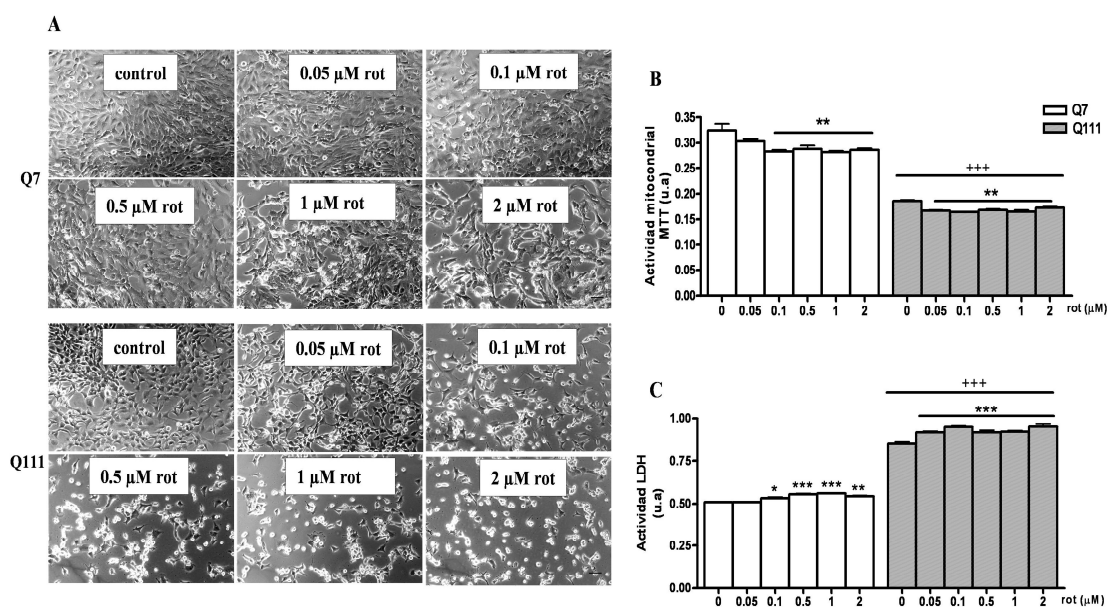 A
control
0.05 µM rot
0.1 µM rot
Q7
0.5 µM rot
1 µM rot
2 µM rot
control
0.05 µM rot
0.1 µM rot
Q111
0.5 µM rot
1 µM rot
2 µM rot
B
Q7
Q111
Actividad mitocondrial
MTT (u.a)
0.35
0.30
0.25
0.20
0.15
0.10
0.05
0.00
**
+++
**
0 0.05 0.1 0.5 1 2 0 0.05 0.1 0.5 1 2 rot (µM)
C
Actividad LDH
(u.a)
1.00
0.75
0.50
0.25
0.00
+++
***
* *** *** **
0 0.05 0.1 0.5 1 2 0 0.05 0.1 0.5 1 2 rot (µM)